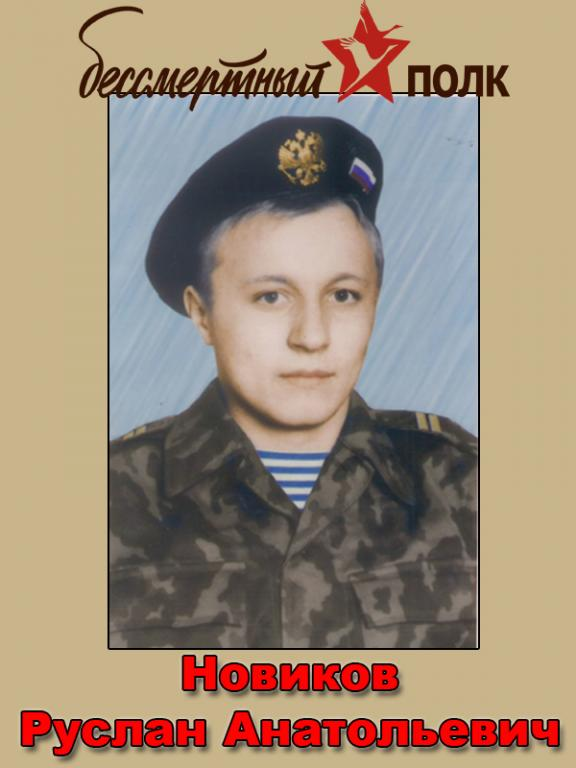 бессмертный полк
Новиков
Руслан Анатольевич